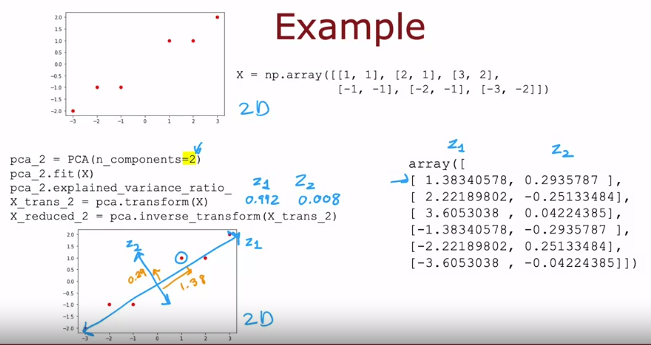 Example
2.0
1.5
1.0
0.5
0.0
-0.5
-1.0
-1.5
-2.0
-3 -2 -1 0 1 2 3
X = np.array([[1, 1], [2, 1], [3, 2],
[-1, -1], [-2, -1], [-3, -2]])
2D
pca_2 = PCA(n_components=2)
pca_2.fit(X)
pca_2.explained_variance_ratio_
X_trans_2 = pca.transform(X)
X_reduced_2 = pca.inverse_transform(X_trans_2)
z1 z2
0.992 0.008
z1 z2
array([
[ 1.38340578, 0.2935787 ],
[ 2.22189802, -0.25133484],
[ 3.6053038 , 0.04224385],
[-1.38340578, -0.2935787 ],
[-2.22189802, 0.25133484],
[-3.6053038 , -0.04224385]])
2.0
1.5
1.0
0.5
0.0
-0.5
-1.0
-1.5
-2.0
-3 -2 -1 0 1 2 3
z2
z1
0.29
1.38
2D